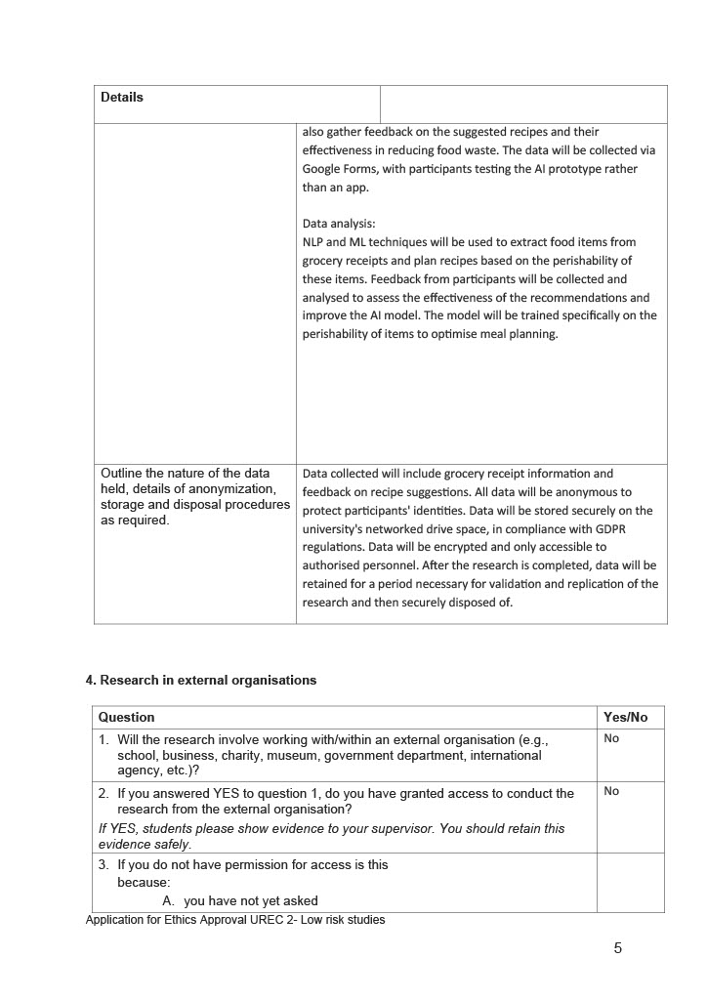 Details
also gather feedback on the suggested recipes and their
effectiveness in reducing food waste. The data will be collected via
Google Forms, with participants testing the AI prototype rather
than an app.
Data analysis:
NLP and ML techniques will be used to extract food items from
grocery receipts and plan recipes based on the perishability of
these items. Feedback from participants will be collected and
analysed to assess the effectiveness of the recommendations and
improve the AI model. The model will be trained specifically on the
perishability of items to optimise meal planning.
Outline the nature of the data
held, details of anonymization,
storage and disposal procedures
as required.
Data collected will include grocery receipt information and
feedback on recipe suggestions. All data will be anonymous to
protect participants' identities. Data will be stored securely on the
university's networked drive space, in compliance with GDPR
regulations. Data will be encrypted and only accessible to
authorised personnel. After the research is completed, data will be
retained for a period necessary for validation and replication of the
research and then securely disposed of.
4. Research in external organisations
Question Yes/No
1. Will the research involve working with/within an external organisation (e.g., No
school, business, charity, museum, government department, international
agency, etc.)?
2. If you answered YES to question 1, do you have granted access to conduct the No
research from the external organisation?
If YES, students please show evidence to your supervisor. You should retain this
evidence safely.
3. If you do not have permission for access is this
because:
A. you have not yet asked
Application for Ethics Approval UREC 2- Low risk studies
5